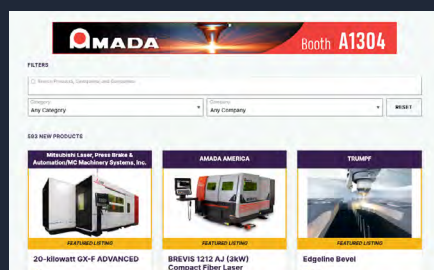 AMADA
Booth A1304
FILTERS
Search Products, Categories, and Companies
Category
Any Category
Company
Any Company
RESET
593 NEW PRODUCTS
Mitsubishi Laser, Press Brake &
Automation/MC Machinery Systems, Inc.
AMADA AMERICA
TRUMPF
FEATURED LISTING
FEATURED LISTING
FEATURED LISTING
20-kilowatt GX-F ADVANCED
BREVIS 1212 AJ (3kW)
Compact Fiber Laser
Edgeline Bevel